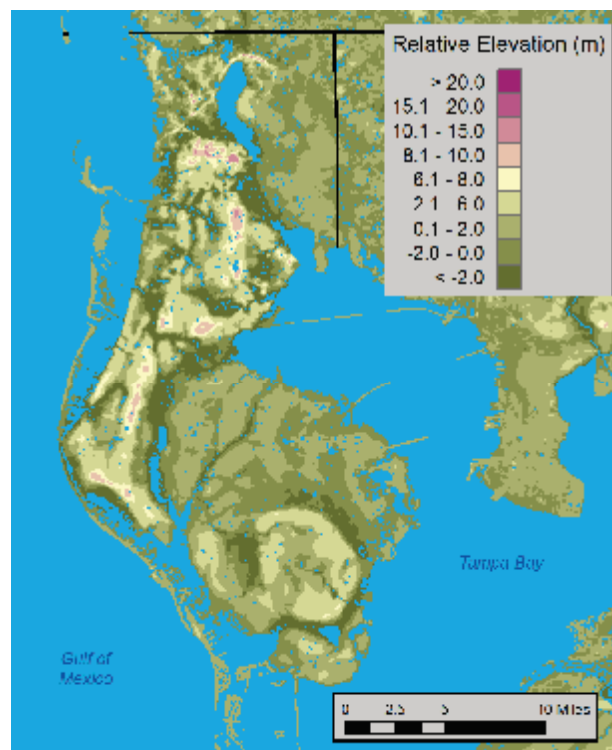 Relative Elevation (m)
> 20.0
15.1 - 20.0
10.1 - 15.0
8.1 - 10.0
6.1 - 8.0
2.1 - 6.0
0.1 - 2.0
-2.0 - 0.0
< -2.0
Tampa Bay
Gulf of
Mexico
0 2.5 5 10 Miles